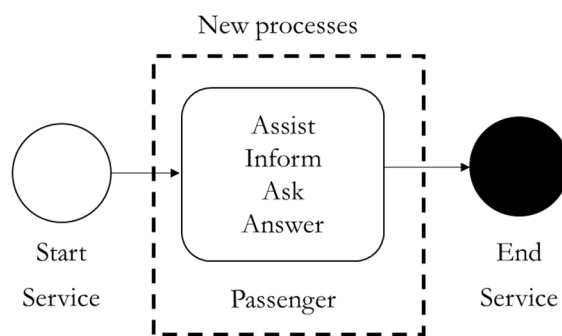 New processes
Assist
Inform
Ask
Answer
Start
Service
Passenger
End
Service